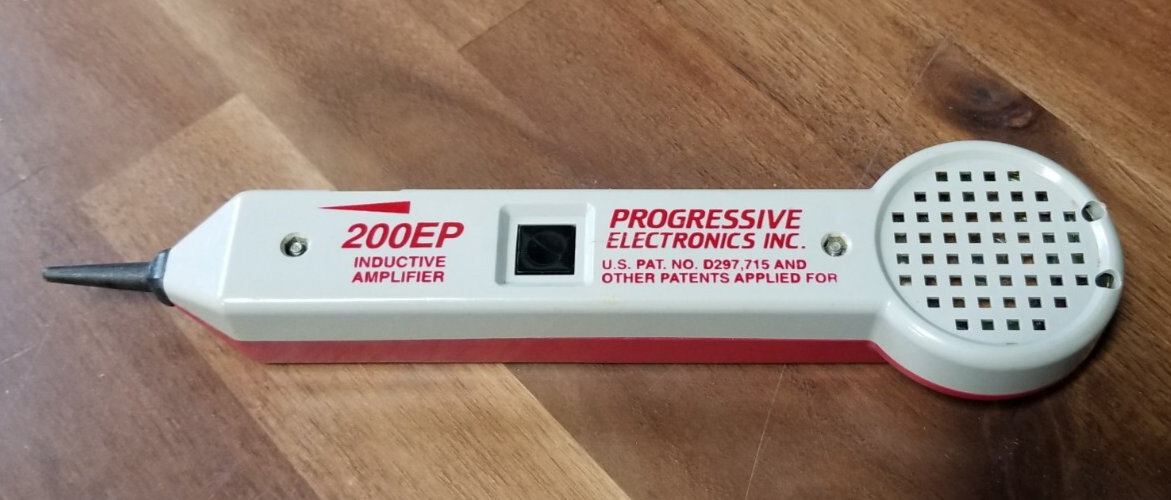 200EP
INDUCTIVE
AMPLIFIER
PROGRESSIVE
ELECTRONICS INC.
U.S. PAT. NO. D297,715 AND
OTHER PATENTS APPLIED FOR